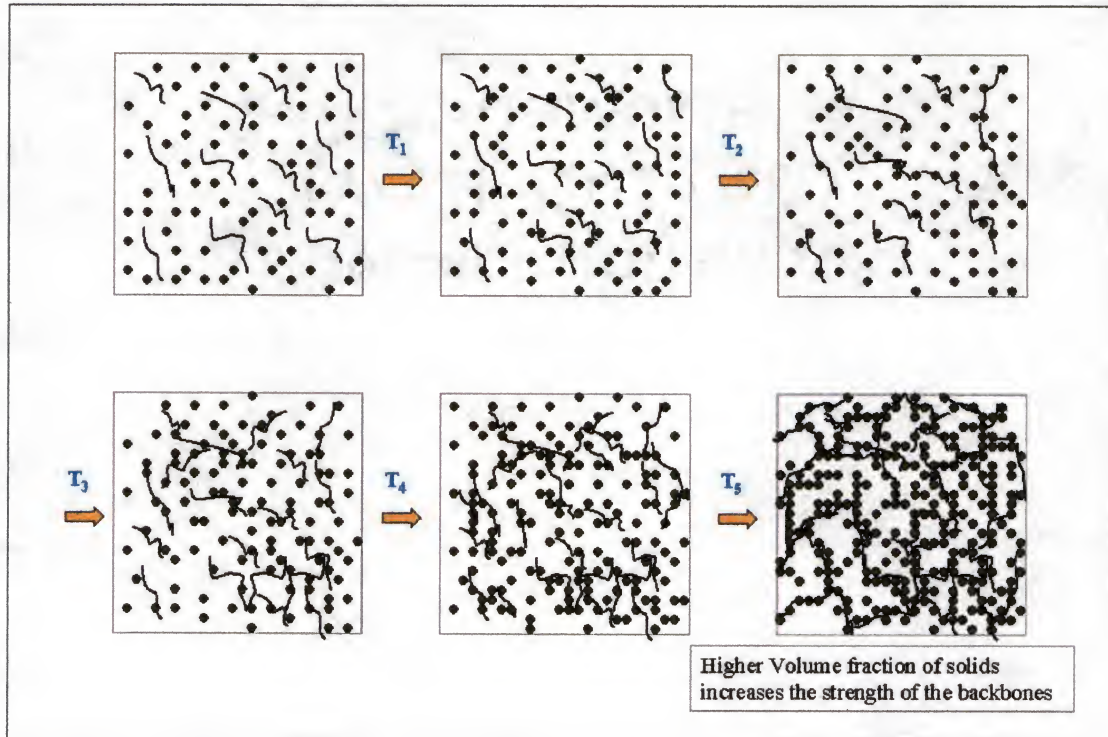 T1
T2
T3
T4
T5
Higher Volume fraction of solids
increases the strength of the backbones